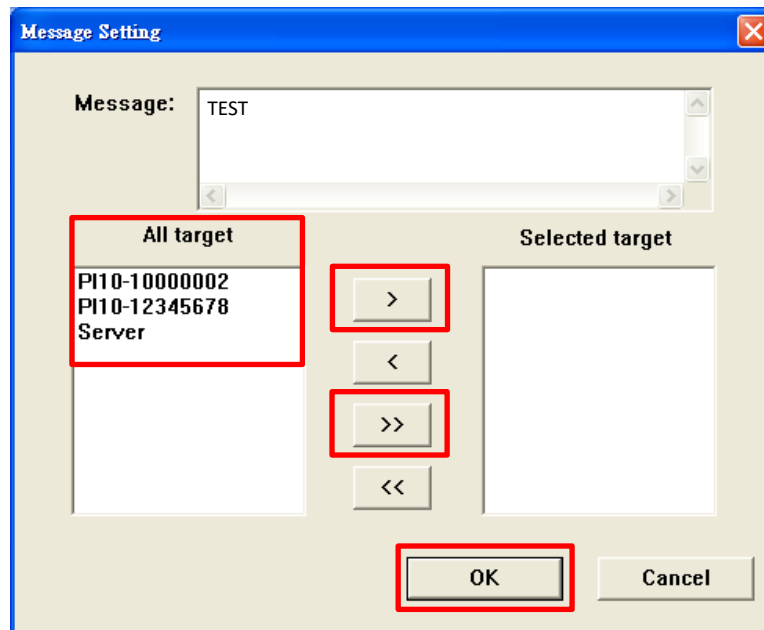 Message Setting
Message:
TEST
All target
Selected target
PI10-10000002
PI10-12345678
Server
>
<
>>
<<
OK
Cancel